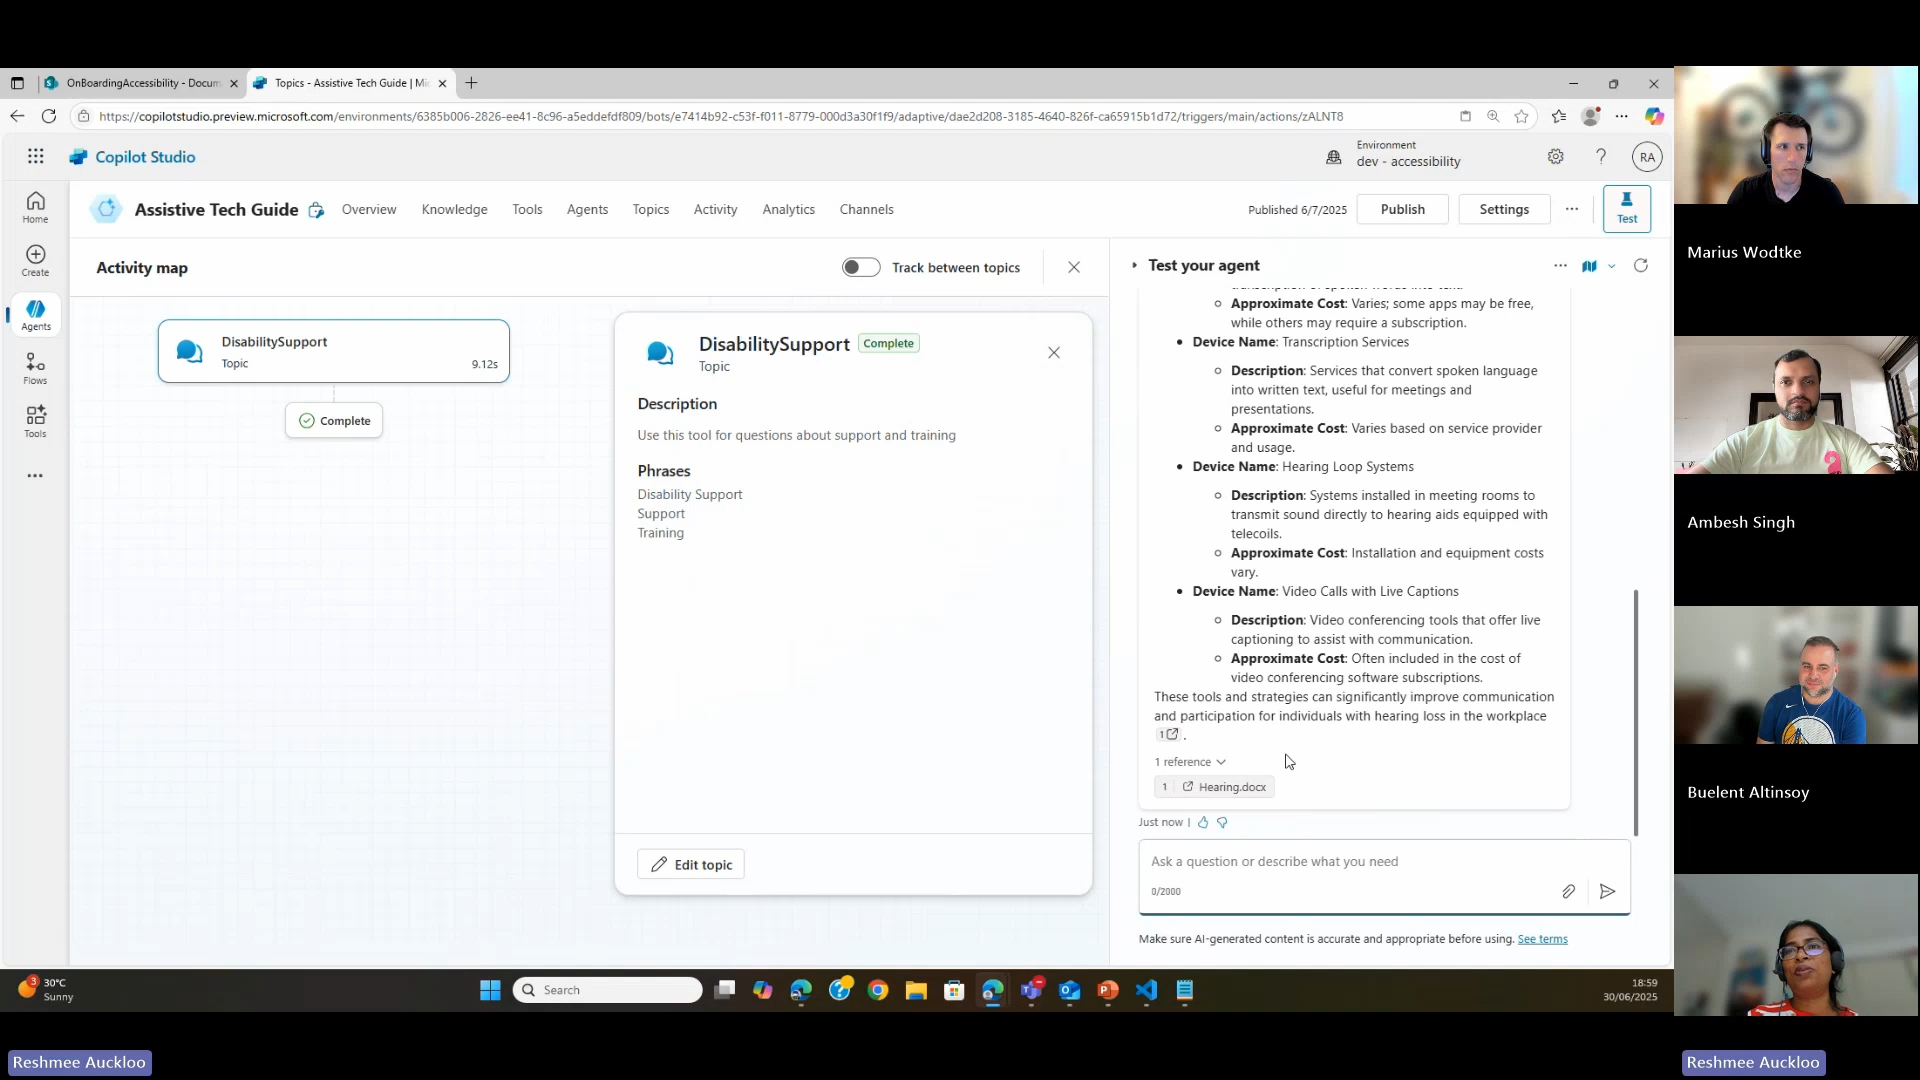 OnBoardingAccessibility - Docum
Topics - Assistive Tech Guide | Mic
https://copilotstudio.preview.microsoft.com/environments/6385b006-2826-ee41-8c96-a5eddefdf809/bots/e7414b92-c53f-f011-8779-000d3a30f1f9/adaptive/dae2d208-3185-4640-826f-ca65915b1d72/triggers/main/actions/zALNT8
Copilot Studio
Environment
dev - accessibility
RA
Home
Create
Agents
Flows
Tools
Assistive Tech Guide
Overview
Knowledge
Tools
Agents
Topics
Activity
Analytics
Channels
Published 6/7/2025
Publish
Settings
Test
Activity map
Track between topics
DisabilitySupport
Topic
9.12s
Complete
DisabilitySupport
Complete
Topic
Description
Use this tool for questions about support and training
Phrases
Disability Support
Support
Training
Edit topic
Test your agent
Approximate Cost: Varies; some apps may be free,
while others may require a subscription.
Device Name: Transcription Services
Description: Services that convert spoken language
into written text, useful for meetings and
presentations.
Approximate Cost: Varies based on service provider
and usage.
Device Name: Hearing Loop Systems
Description: Systems installed in meeting rooms to
transmit sound directly to hearing aids equipped with
telecoils.
Approximate Cost: Installation and equipment costs
vary.
Device Name: Video Calls with Live Captions
Description: Video conferencing tools that offer live
captioning to assist with communication.
Approximate Cost: Often included in the cost of
video conferencing software subscriptions.
These tools and strategies can significantly improve communication
and participation for individuals with hearing loss in the workplace
1 .
1 reference
1 Hearing.docx
Just now |
Ask a question or describe what you need
0/2000
Make sure AI-generated content is accurate and appropriate before using. See terms
3
30°C
Sunny
Search
18:59
30/06/2025
Marius Wodtke
Ambesh Singh
Buelent Altinsoy
Reshmee Auckloo
Reshmee Auckloo